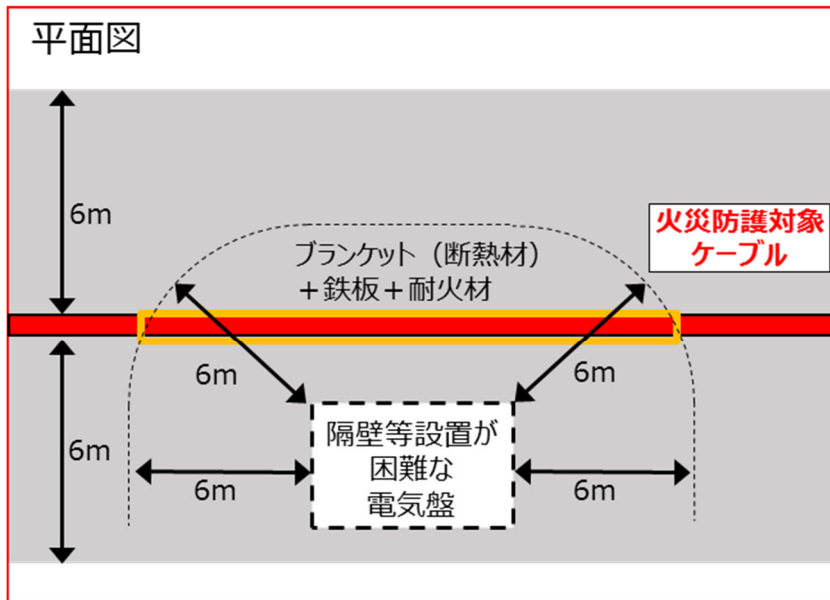 平面図
6m
火災防護対象
ケーブル
ブランケット（断熱材）
＋鉄板＋耐火材
6m
6m
6m
隔壁等設置が
困難な
電気盤
6m
6m